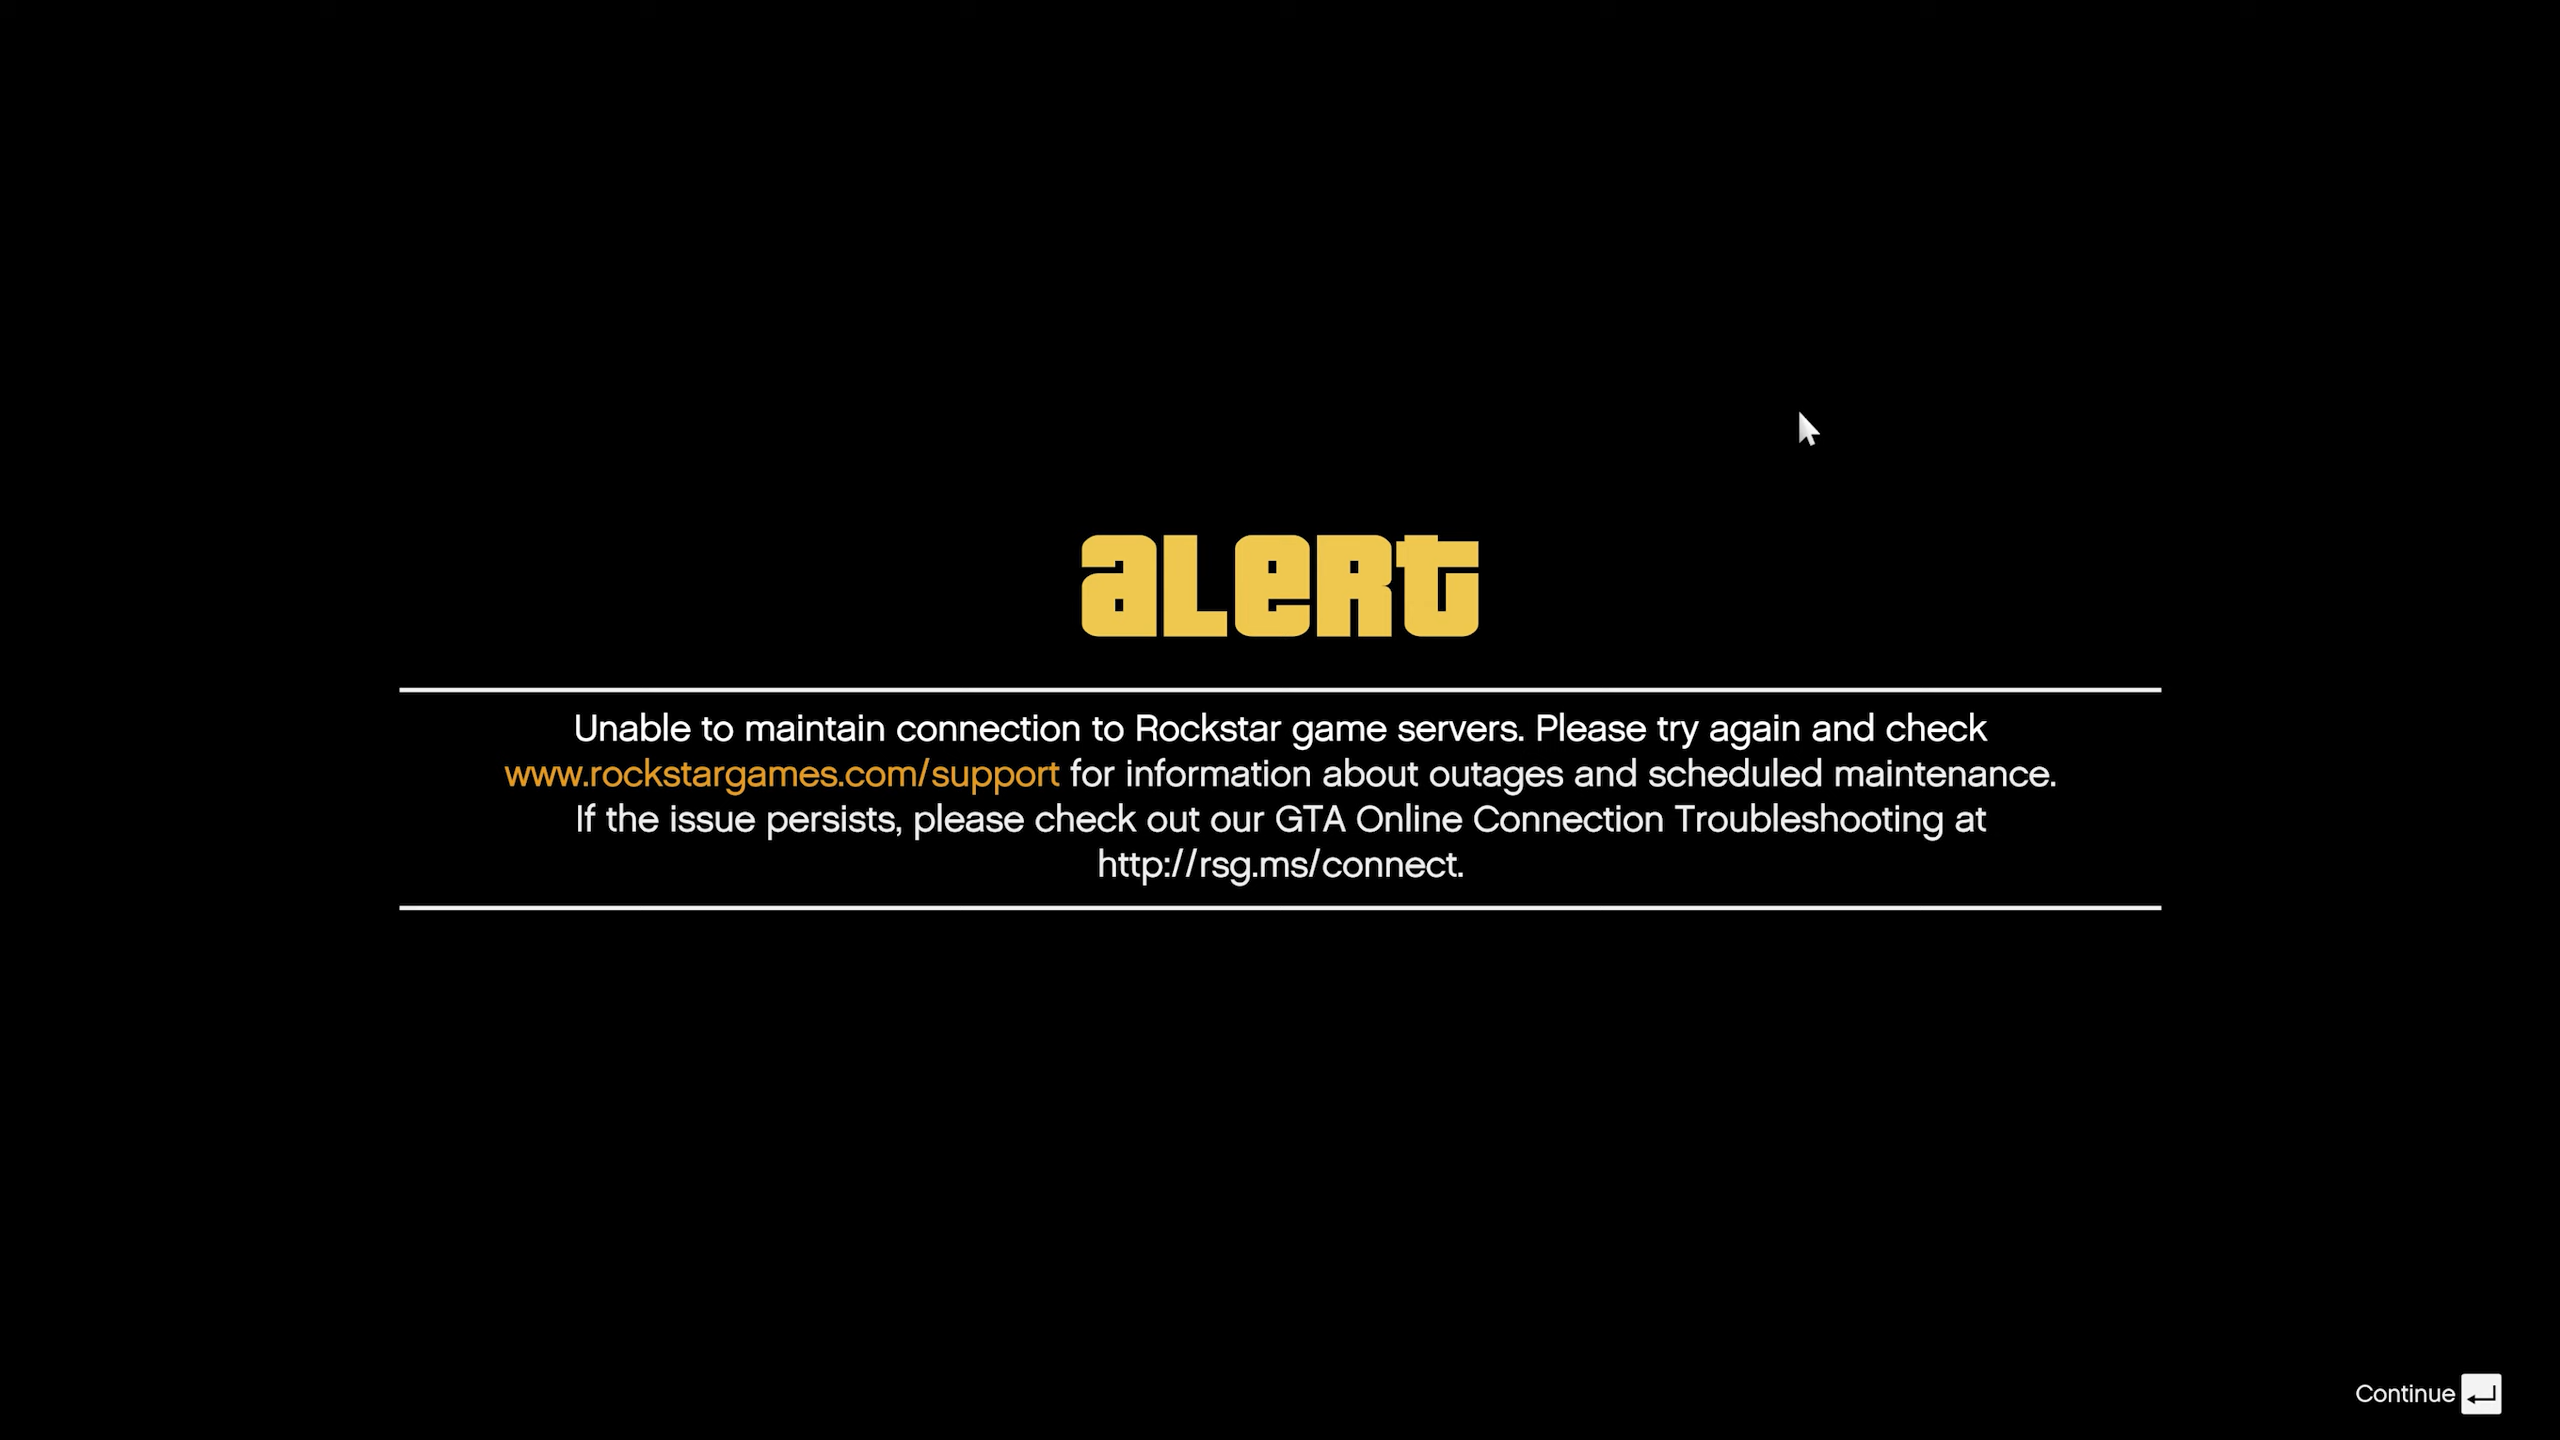 aLeRt
Unable to maintain connection to Rockstar game servers. Please try again and check
www.rockstargames.com/support for information about outages and scheduled maintenance.
If the issue persists, please check out our GTA Online Connection Troubleshooting at
http://rsg.ms/connect.
Continue